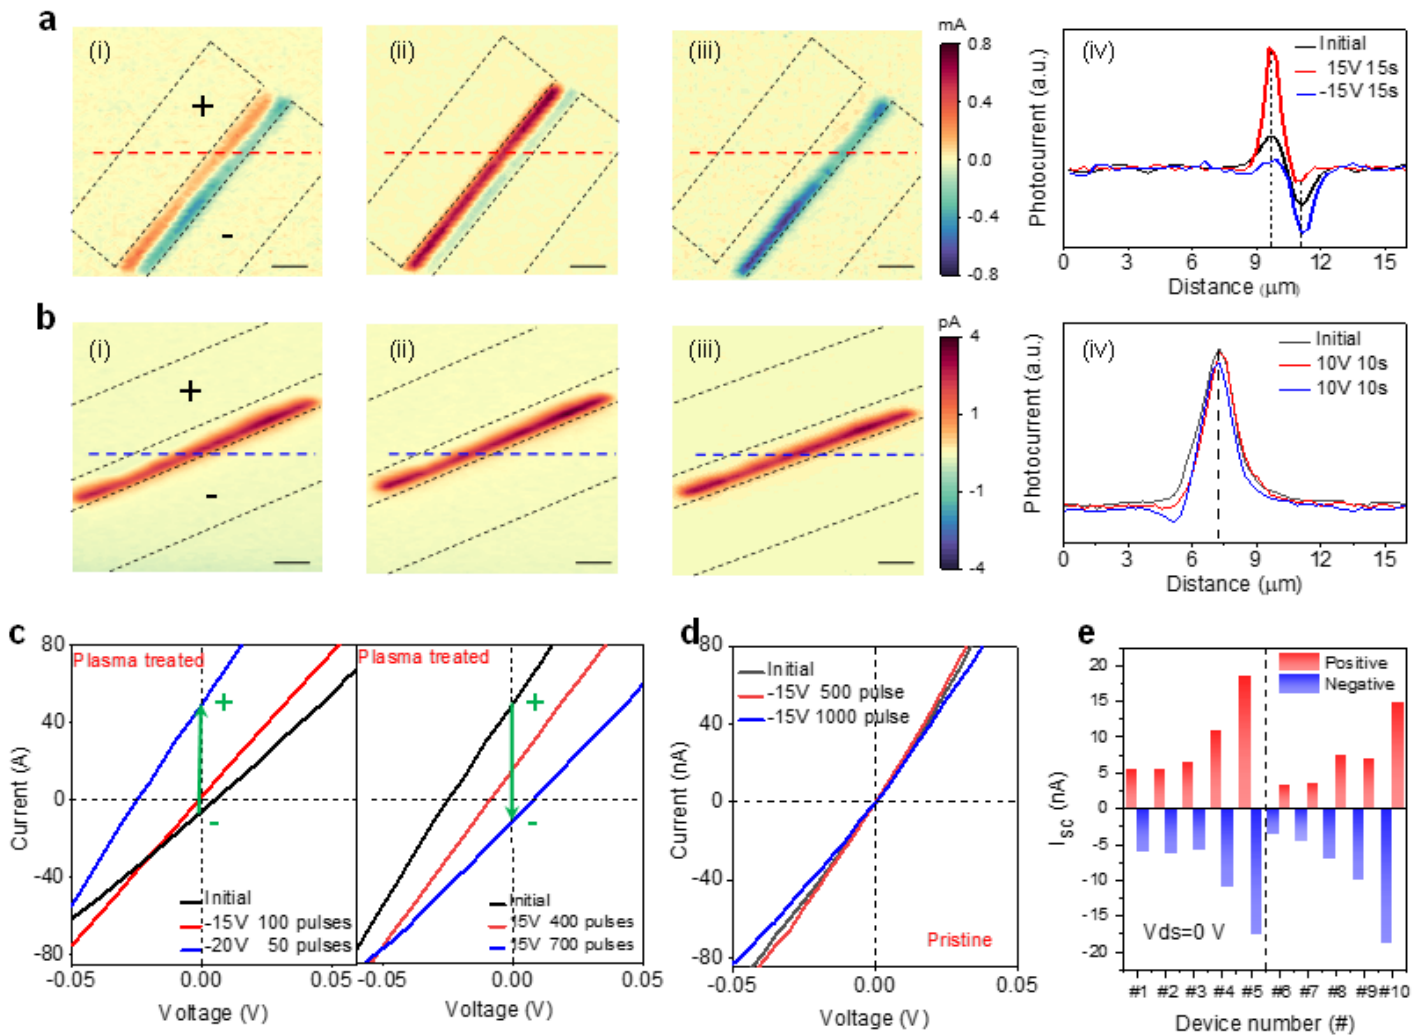 a
(i)
(ii)
(iii)
+
-
mA
0.8
0.4
0.0
-0.4
-0.8
(iv)
Photocurrent (a.u.)
Initial
15V 15s
-15V 15s
0 3 6 9 12 15
Distance (μm)
b
(i)
(ii)
(iii)
+
-
pA
4
1
-1
-4
(iv)
Photocurrent (a.u.)
Initial
10V 10s
10V 10s
0 3 6 9 12 15
Distance (μm)
c
Plasma treated
Current (A)
80
40
0
-40
-80
+
-
Initial
-15V 100 pulses
-20V 50 pulses
-0.05 0.00 0.05
Voltage (V)
Plasma treated
+
-
Initial
15V 400 pulses
15V 700 pulses
-0.05 0.00 0.05
Voltage (V)
d
Current (nA)
80
40
0
-40
-80
Initial
-15V 500 pulse
-15V 1000 pulse
Pristine
-0.05 0.00 0.05
Voltage (V)
e
Isc (nA)
20
15
10
5
0
-5
-10
-15
-20
Positive
Negative
Vds=0 V
#1 #2 #3 #4 #5 #6 #7 #8 #9 #10
Device number (#)